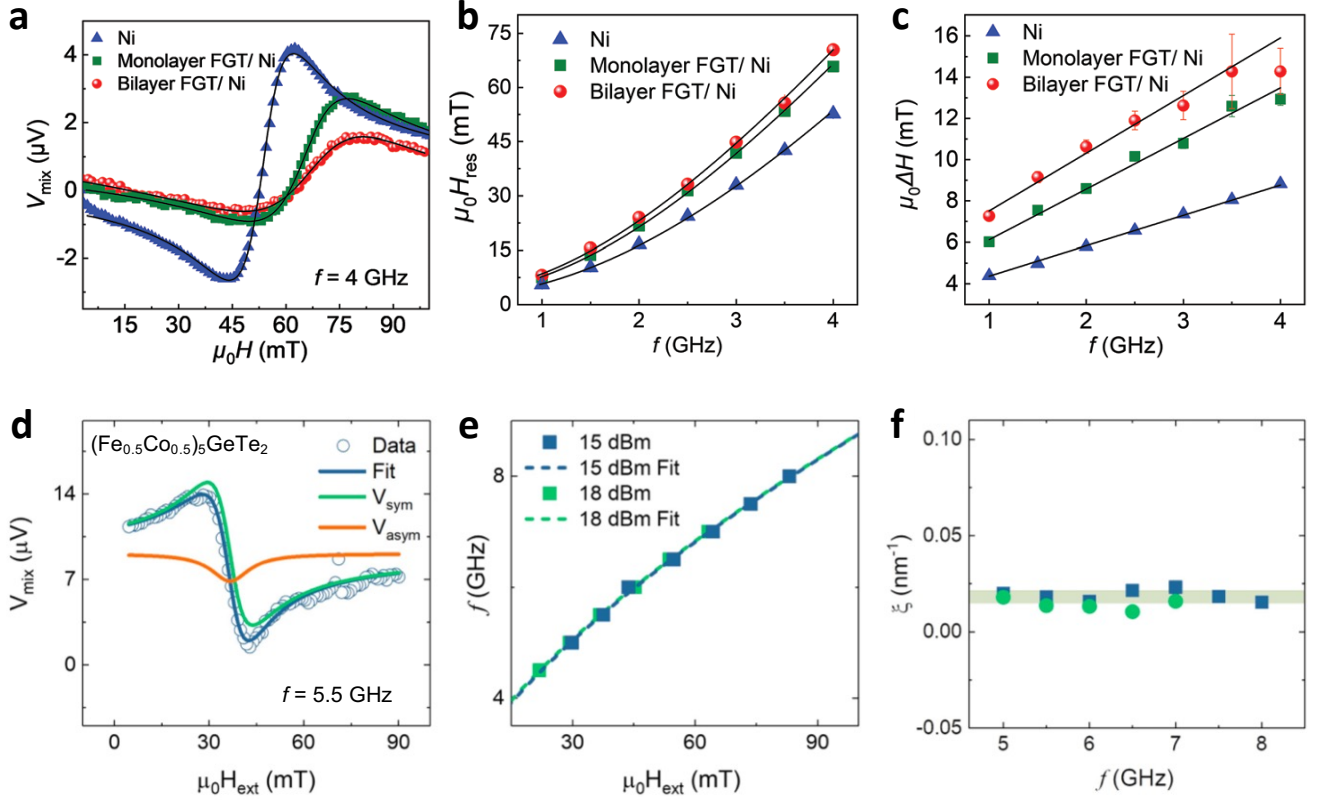 a
Ni
Monolayer FGT/ Ni
Bilayer FGT/ Ni
4
2
0
-2
V_mix (µV)
f = 4 GHz
15 30 45 60 75 90
µ₀H (mT)
b
Ni
Monolayer FGT/ Ni
Bilayer FGT/ Ni
75
60
45
30
15
0
µ₀H_res (mT)
1 2 3 4
f (GHz)
c
Ni
Monolayer FGT/ Ni
Bilayer FGT/ Ni
16
14
12
10
8
6
4
µ₀ΔH (mT)
1 2 3 4
f (GHz)
d
(Fe₀.₅Co₀.₅)₅GeTe₂
Data
Fit
V_sym
V_asym
14
7
0
V_mix (µV)
f = 5.5 GHz
0 30 60 90
µ₀H_ext (mT)
e
15 dBm
15 dBm Fit
18 dBm
18 dBm Fit
8
4
f (GHz)
30 60 90
µ₀H_ext (mT)
f
0.10
0.05
0.00
-0.05
ξ (nm⁻¹)
5 6 7 8
f (GHz)